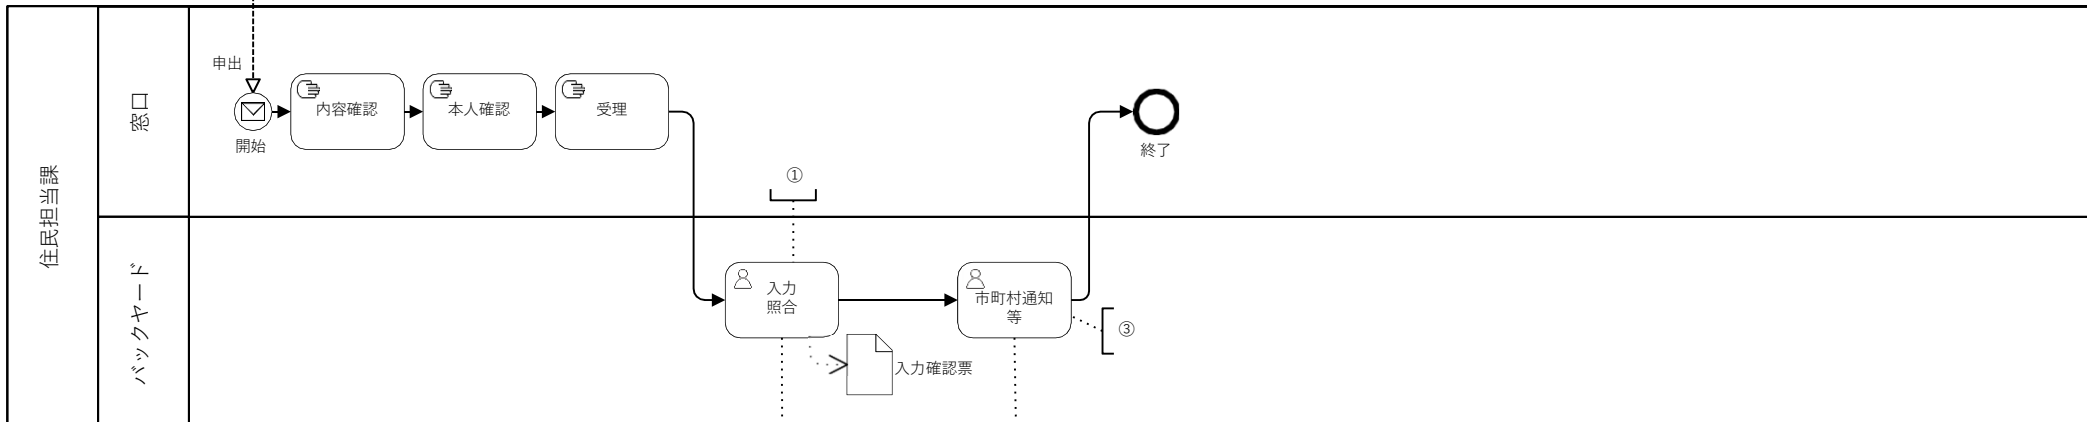 住民担当課
窓口
申出
開始
内容確認
本人確認
受理
終了
①
バックヤード
入力
照合
入力確認票
市町村通知
等
③